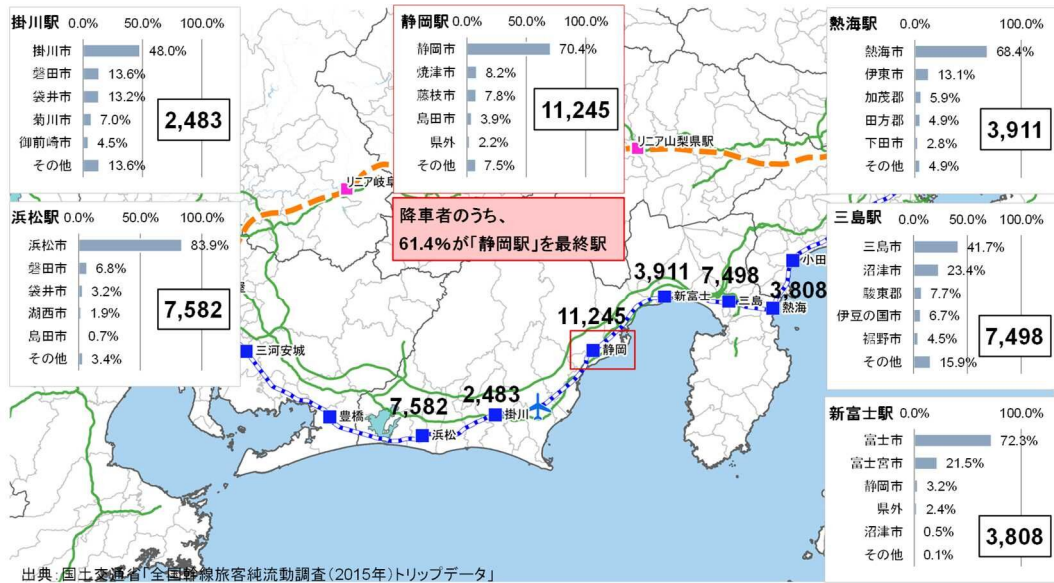 掛川駅 0.0% 50.0% 100.0%
掛川市 48.0%
磐田市 13.6%
袋井市 13.2%
菊川市 7.0%
御前崎市 4.5%
その他 13.6%
2,483
静岡駅 0.0% 50.0% 100.0%
静岡市 70.4%
焼津市 8.2%
藤枝市 7.8%
島田市 3.9%
県外 2.2%
その他 7.5%
11,245
熱海駅 0.0% 100.0%
熱海市 68.4%
伊東市 13.1%
加茂郡 5.9%
田方郡 4.9%
下田市 2.8%
その他 4.9%
3,911
リニア岐阜
リニア山梨県駅
浜松駅 0.0% 50.0% 100.0%
浜松市 83.9%
磐田市 6.8%
袋井市 3.2%
湖西市 1.9%
島田市 0.7%
その他 3.4%
7,582
降車者のうち、
61.4%が「静岡駅」を最終駅
三島駅 0.0% 50.0% 100.0%
三島市 41.7%
沼津市 23.4%
駿東郡 7.7%
伊豆の国市 6.7%
裾野市 4.5%
その他 15.9%
7,498
小田
3,911
新富士
7,498
三島
3,808
熱海
11,245
静岡
三河安城
豊橋
7,582
浜松
2,483
掛川
新富士駅 0.0% 100.0%
富士市 72.3%
富士宮市 21.5%
静岡市 3.2%
県外 2.4%
沼津市 0.5%
その他 0.1%
3,808
出典:国土交通省「全国幹線旅客純流動調査(2015年)トリップデータ」